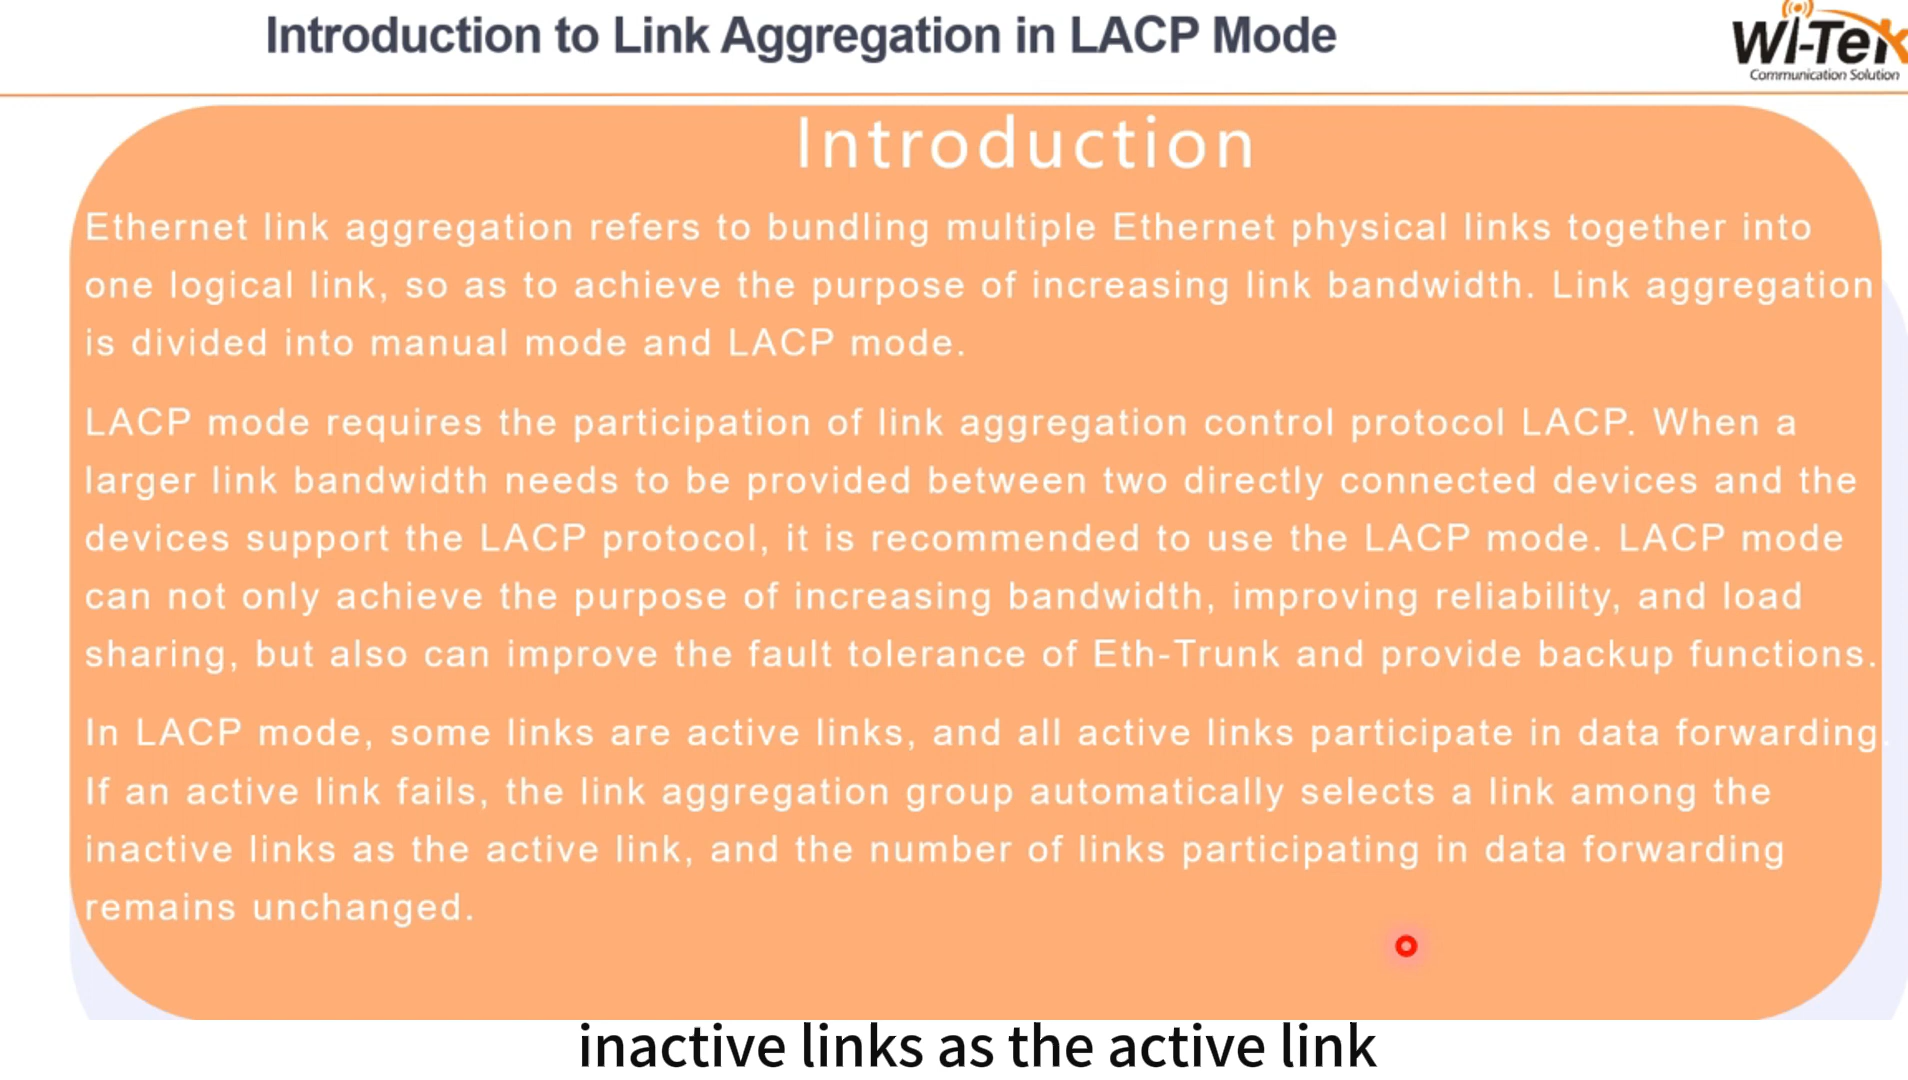 Introduction to Link Aggregation in LACP Mode
Wi-Tek
Communication Solution
Introduction
Ethernet link aggregation refers to bundling multiple Ethernet physical links together into
one logical link, so as to achieve the purpose of increasing link bandwidth. Link aggregation
is divided into manual mode and LACP mode.
LACP mode requires the participation of link aggregation control protocol LACP. When a
larger link bandwidth needs to be provided between two directly connected devices and the
devices support the LACP protocol, it is recommended to use the LACP mode. LACP mode
can not only achieve the purpose of increasing bandwidth, improving reliability, and load
sharing, but also can improve the fault tolerance of Eth-Trunk and provide backup functions.
In LACP mode, some links are active links, and all active links participate in data forwarding.
If an active link fails, the link aggregation group automatically selects a link among the
inactive links as the active link, and the number of links participating in data forwarding
remains unchanged.
inactive links as the active link